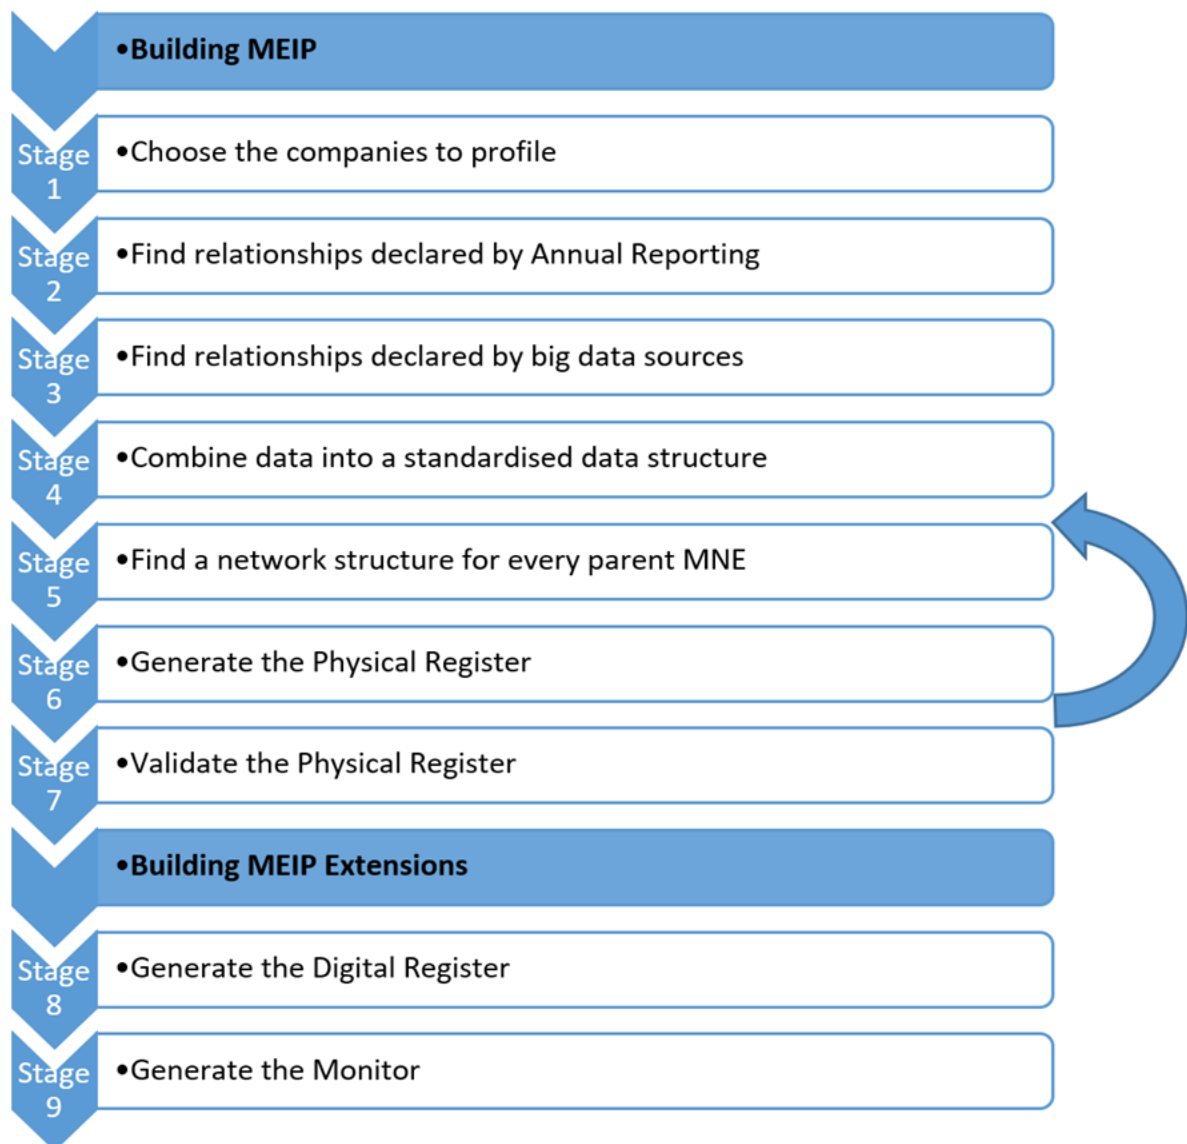 •Building MEIP
Stage 1
•Choose the companies to profile
Stage 2
•Find relationships declared by Annual Reporting
Stage 3
•Find relationships declared by big data sources
Stage 4
•Combine data into a standardised data structure
Stage 5
•Find a network structure for every parent MNE
Stage 6
•Generate the Physical Register
Stage 7
•Validate the Physical Register
•Building MEIP Extensions
Stage 8
•Generate the Digital Register
Stage 9
•Generate the Monitor